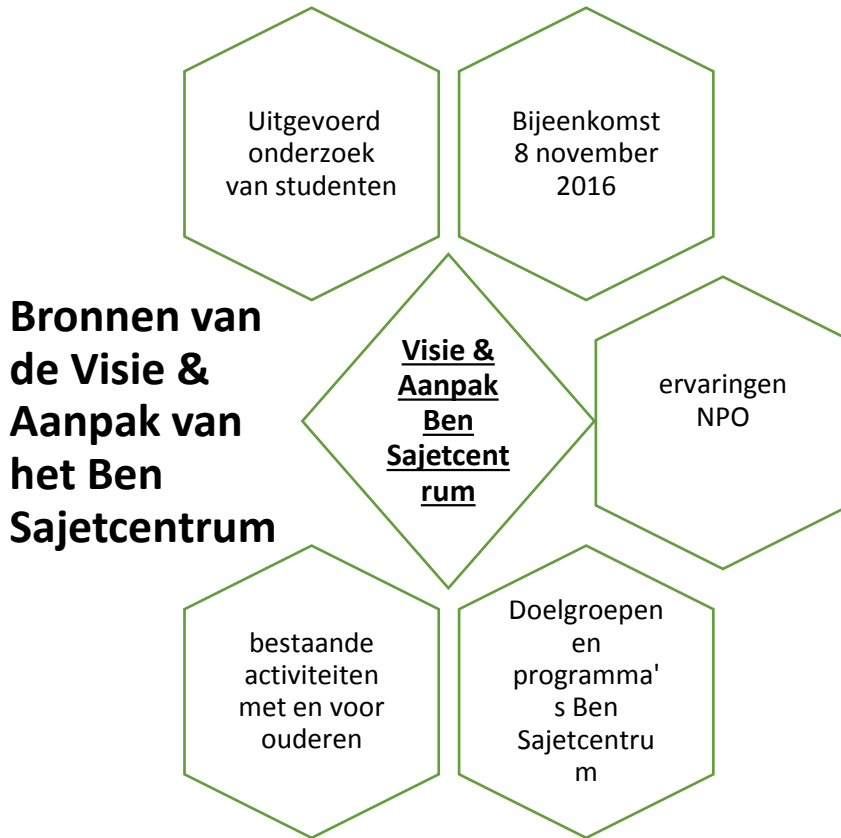 Uitgevoerd
onderzoek
van studenten
Bijeenkomst
8 november
2016
Bronnen van
de Visie &
Aanpak van
het Ben
Sajetcentrum
Visie &
Aanpak
Ben
Sajetcent
rum
ervaringen
NPO
bestaande
activiteiten
met en voor
ouderen
Doelgroepen
en
programma'
s Ben
Sajetcentru
m